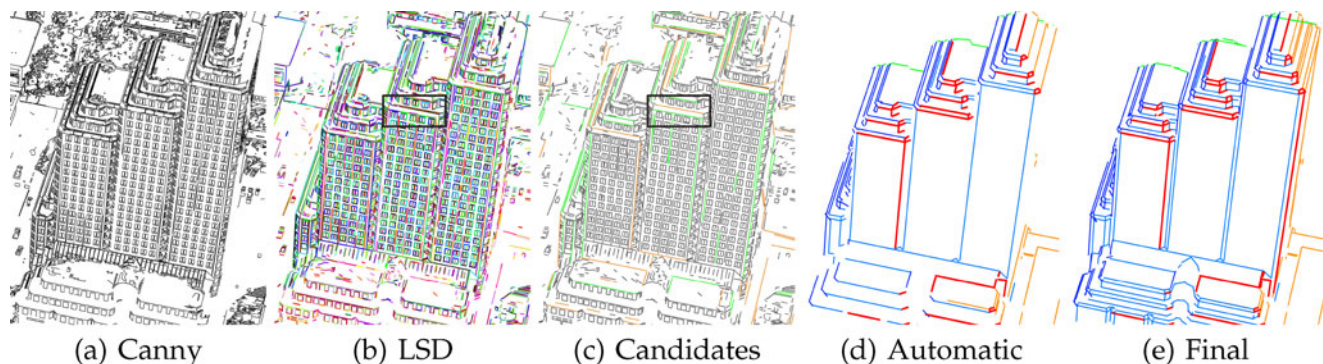 (a) Canny
(b) LSD
(c) Candidates
(d) Automatic
(e) Final